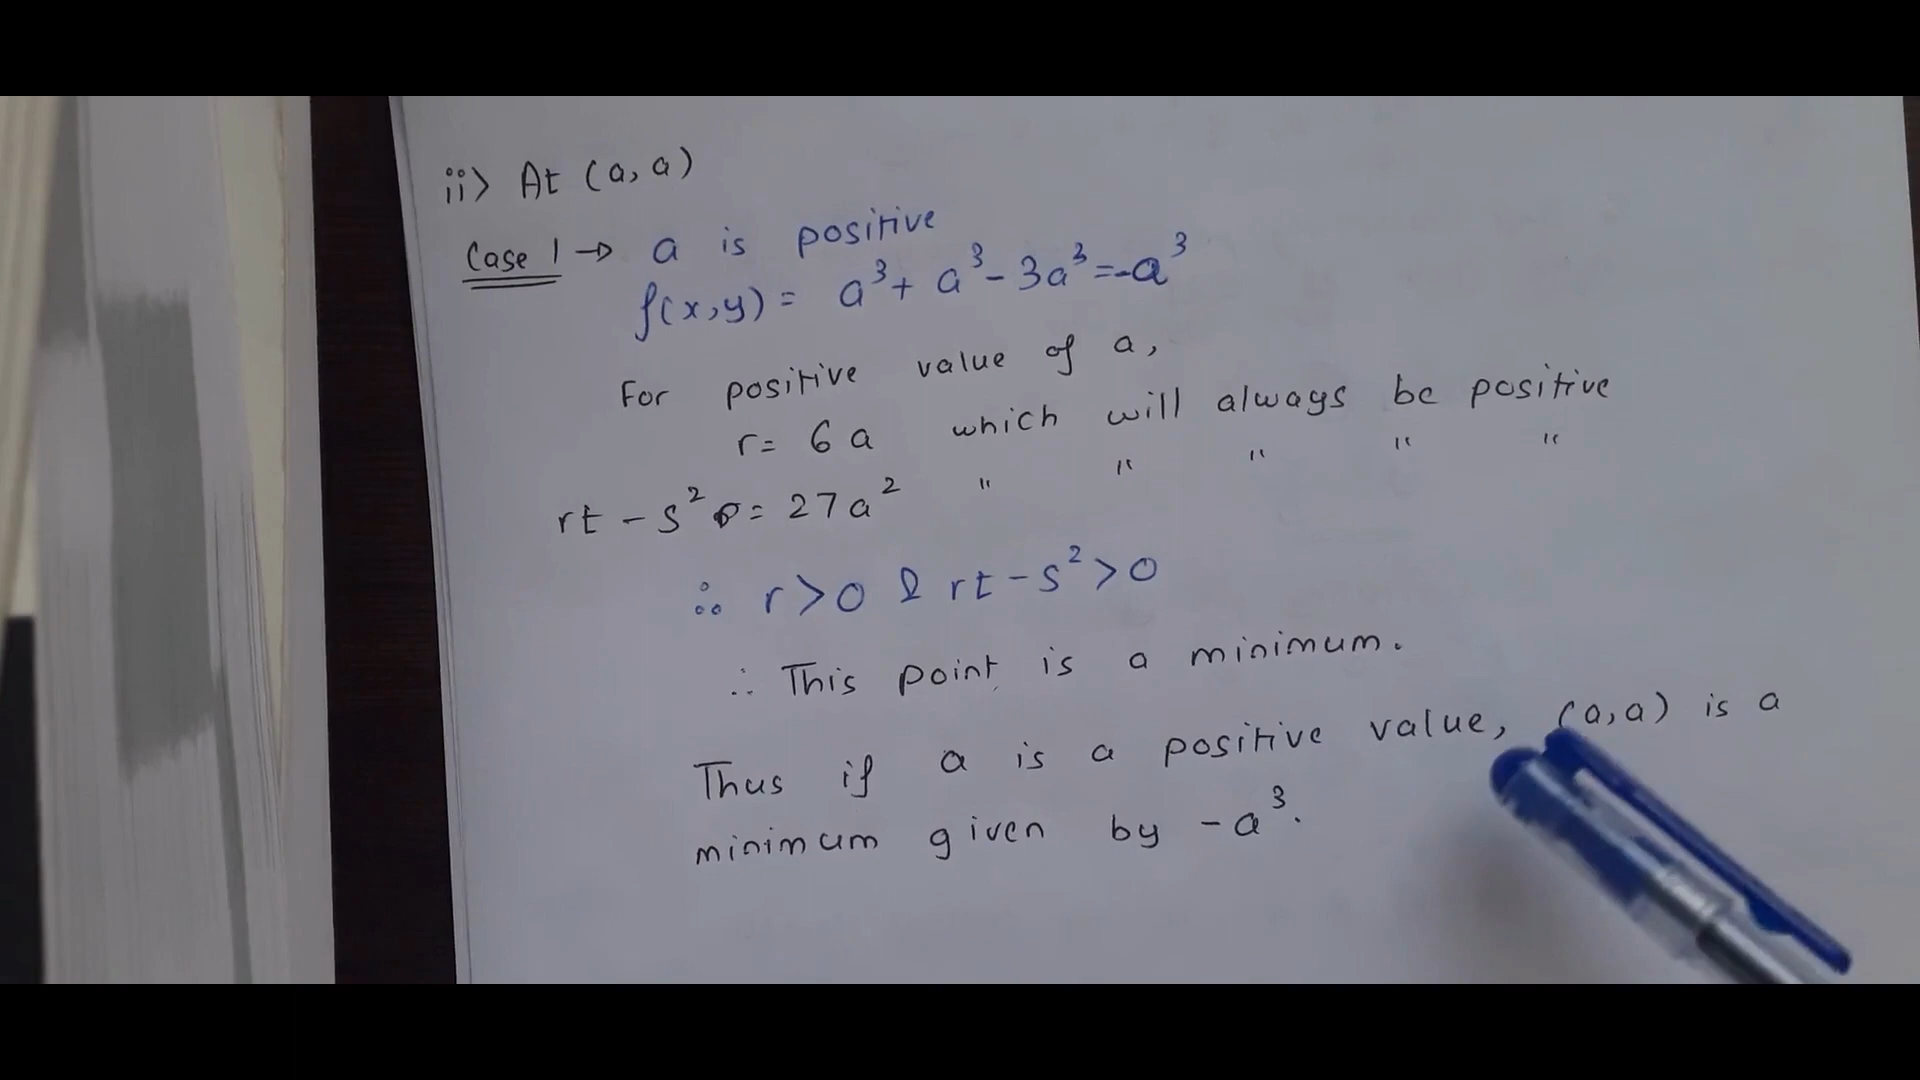 ii> At (a, a)
Case 1 → a is positive
f(x,y) = a³ + a³ - 3a³ = -a³
For positive value of a,
r = 6a which will always be positive
rt - s² = 27a² " " " " "
∴ r>0 & rt - s² > 0
∴ This point is a minimum.
Thus if a is a positive value, (a,a) is a
minimum given by -a³.